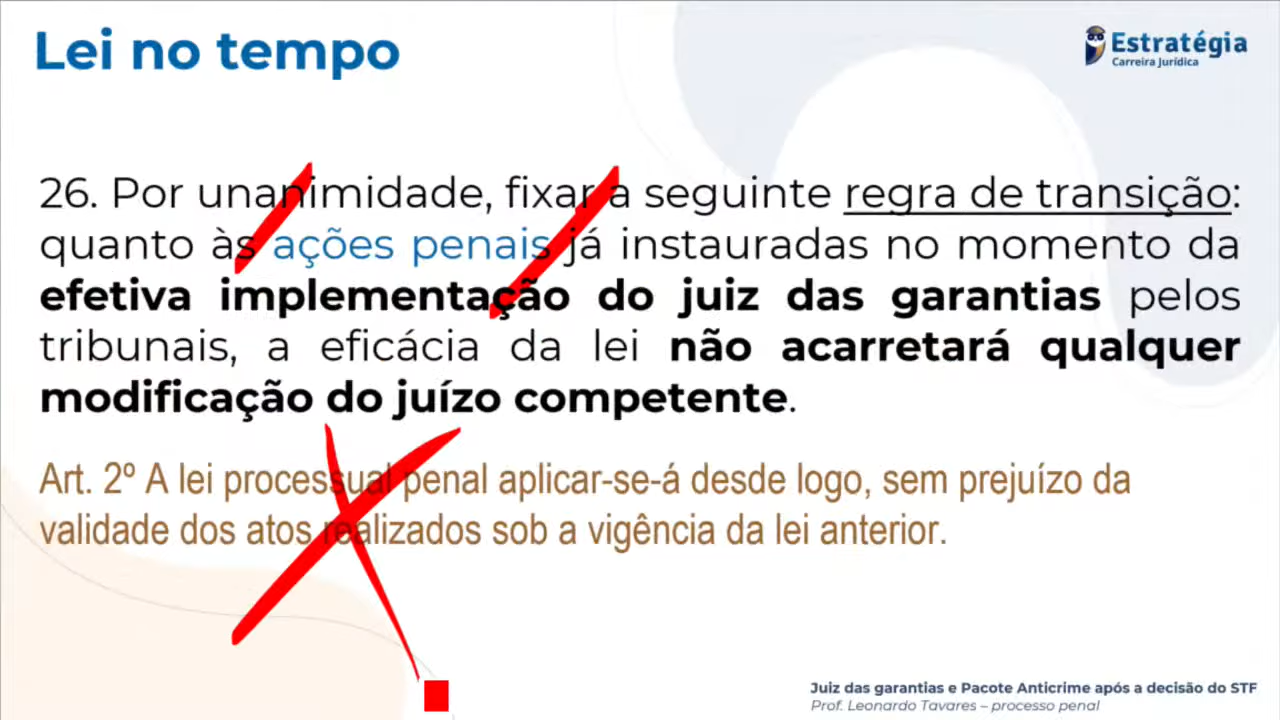 Lei no tempo
Estratégia
Carreira Jurídica
26. Por unanimidade, fixar a seguinte regra de transição:
quanto às ações penais já instauradas no momento da
efetiva implementação do juiz das garantias pelos
tribunais, a eficácia da lei não acarretará qualquer
modificação do juízo competente.
Art. 2º A lei processual penal aplicar-se-á desde logo, sem prejuízo da
validade dos atos realizados sob a vigência da lei anterior.
Juiz das garantias e Pacote Anticrime após a decisão do STF
Prof. Leonardo Tavares – processo penal